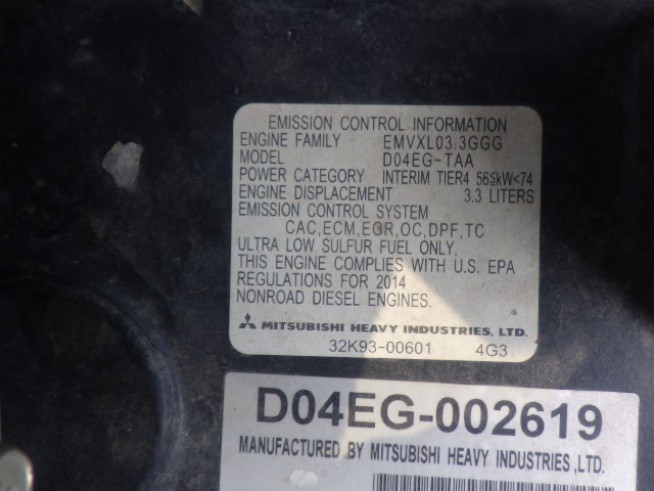 EMISSION CONTROL INFORMATION
ENGINE FAMILY EMVXL03.3GGG
MODEL D04EG-TAA
POWER CATEGORY INTERIM TIER4 56≦kW<74
ENGINE DISPLACEMENT 3.3 LITERS
EMISSION CONTROL SYSTEM
CAC,ECM,EGR,OC,DPF,TC
ULTRA LOW SULFUR FUEL ONLY.
THIS ENGINE COMPLIES WITH U.S. EPA
REGULATIONS FOR 2014
NONROAD DIESEL ENGINES.
MITSUBISHI HEAVY INDUSTRIES, LTD.
32K93-00601 4G3
D04EG-002619
MANUFACTURED BY MITSUBISHI HEAVY INDUSTRIES ,LTD.